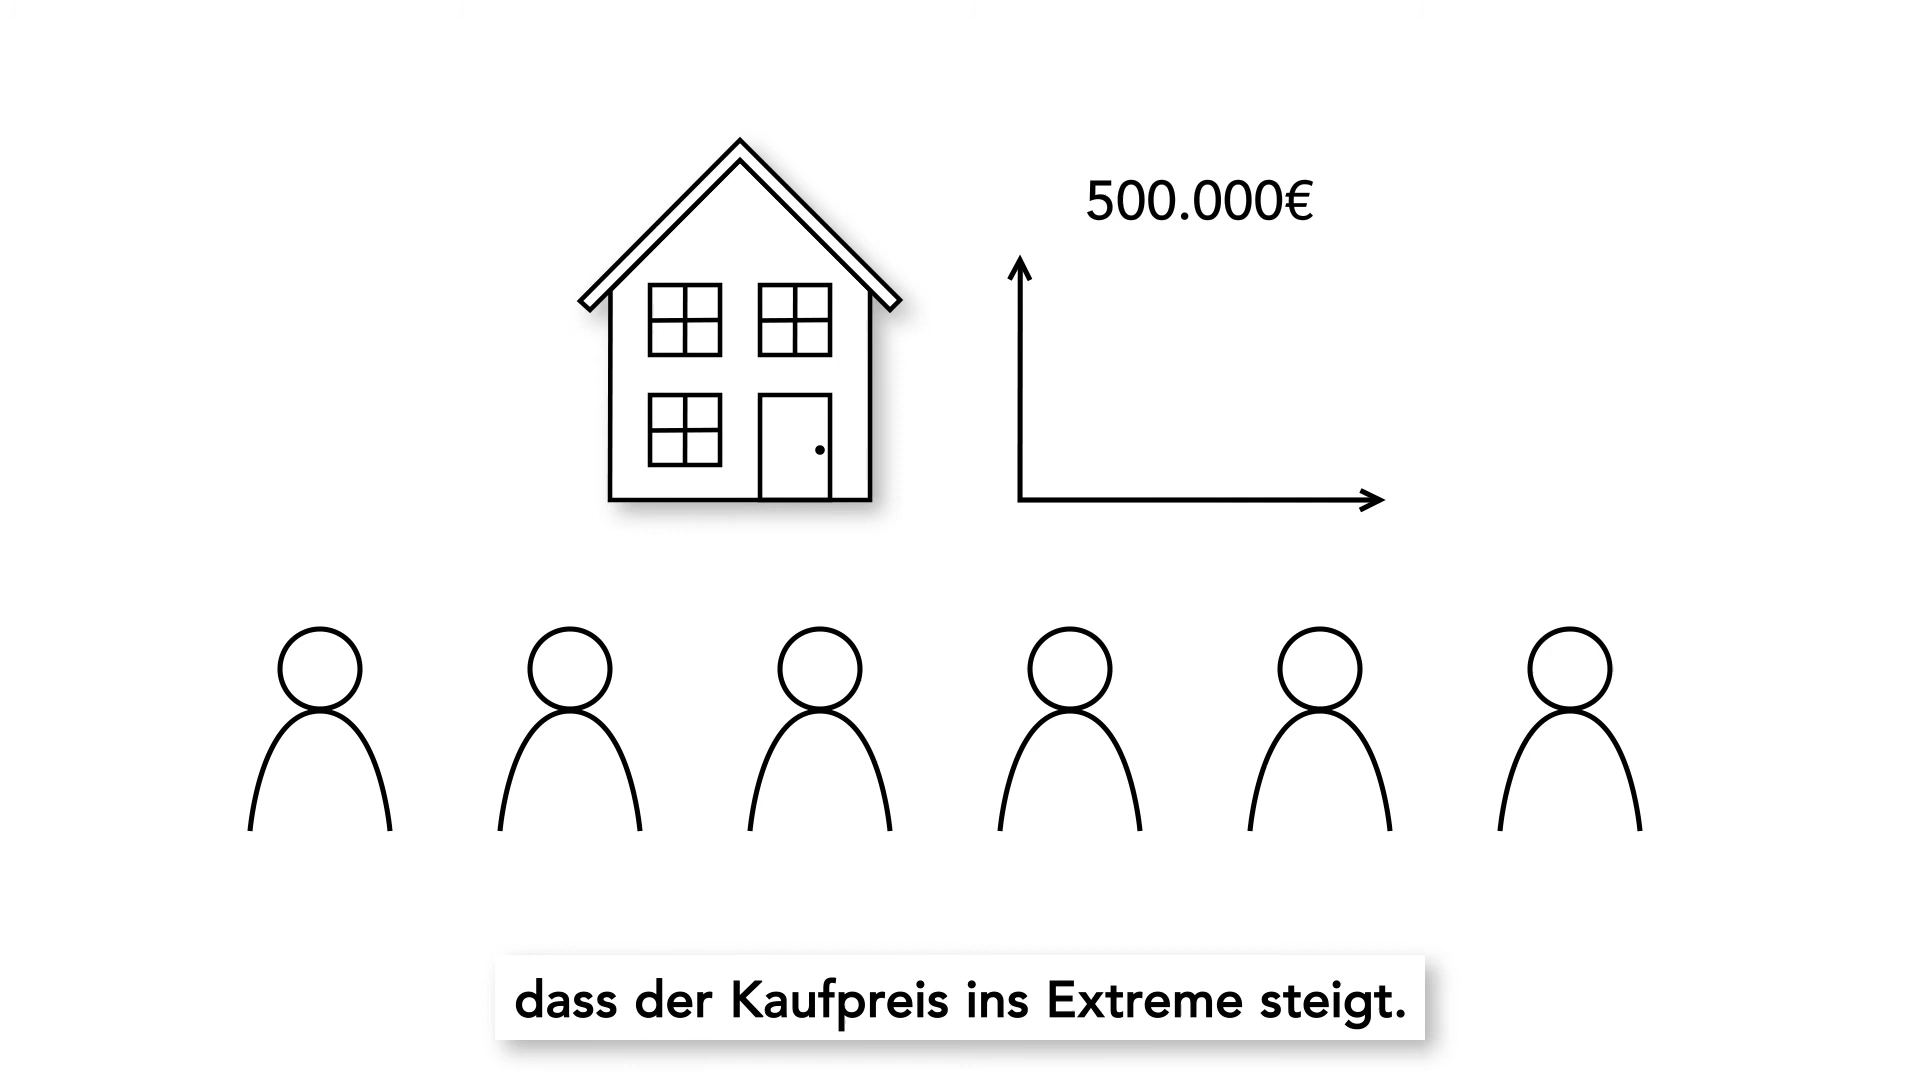 500.000€
dass der Kaufpreis ins Extreme steigt.